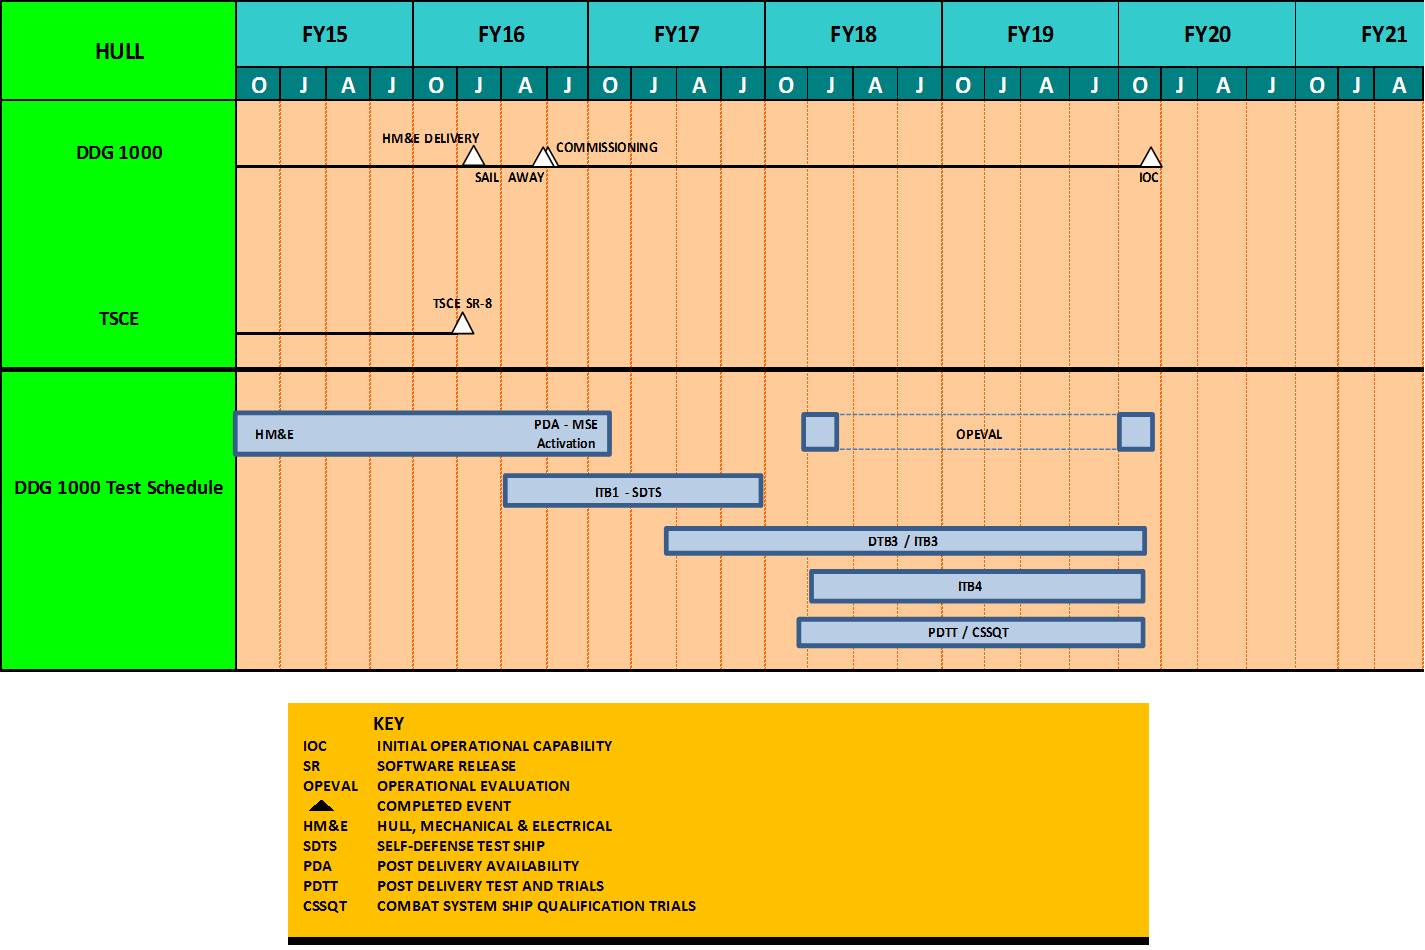 HULL
FY15 FY16 FY17 FY18 FY19 FY20 FY21
O J A J O J A J O J A J O J A J O J A J O J A J O J A
DDG 1000
HM&E DELIVERY
COMMISSIONING
SAIL AWAY
IOC
TSCE
TSCE SR-8
DDG 1000 Test Schedule
HM&E
PDA - MSE
Activation
OPEVAL
ITB1 - SDTS
DTB3 / ITB3
ITB4
PDTT / CSSQT
KEY
IOC INITIAL OPERATIONAL CAPABILITY
SR SOFTWARE RELEASE
OPEVAL OPERATIONAL EVALUATION
COMPLETED EVENT
HM&E HULL, MECHANICAL & ELECTRICAL
SDTS SELF-DEFENSE TEST SHIP
PDA POST DELIVERY AVAILABILITY
PDTT POST DELIVERY TEST AND TRIALS
CSSQT COMBAT SYSTEM SHIP QUALIFICATION TRIALS